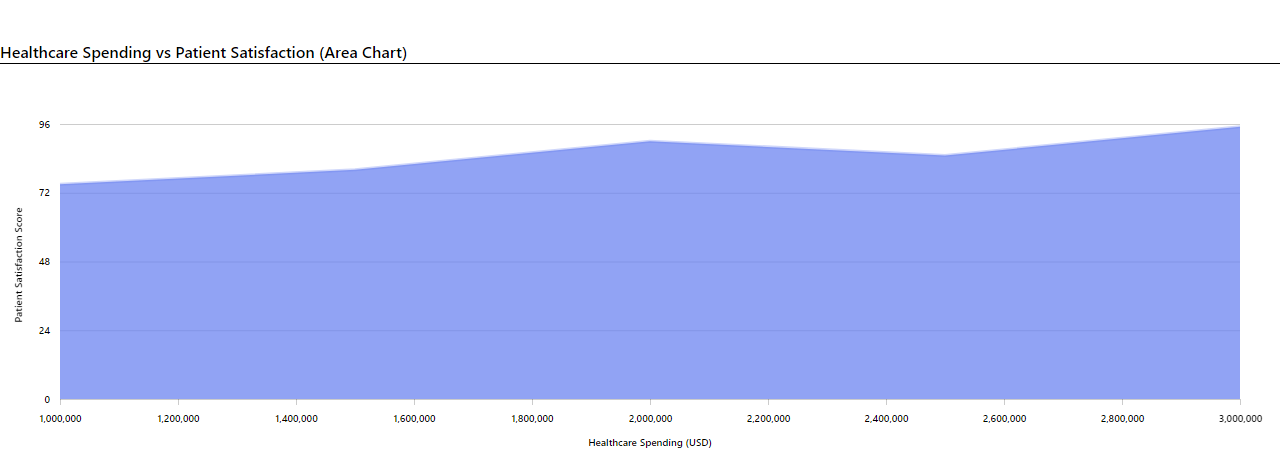 Healthcare Spending vs Patient Satisfaction (Area Chart)
96
72
48
24
0
Patient Satisfaction Score
1,000,000 1,200,000 1,400,000 1,600,000 1,800,000 2,000,000 2,200,000 2,400,000 2,600,000 2,800,000 3,000,000
Healthcare Spending (USD)